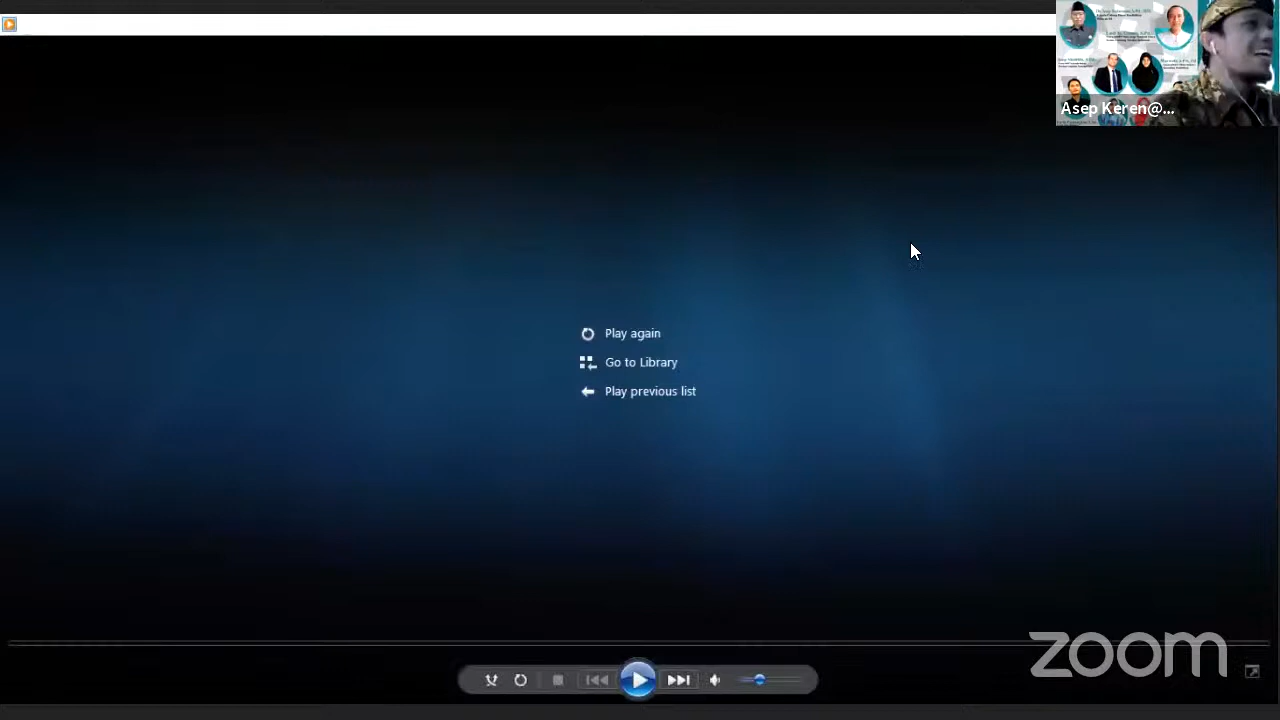 Asep Keren@...
Play again
Go to Library
Play previous list
zoom